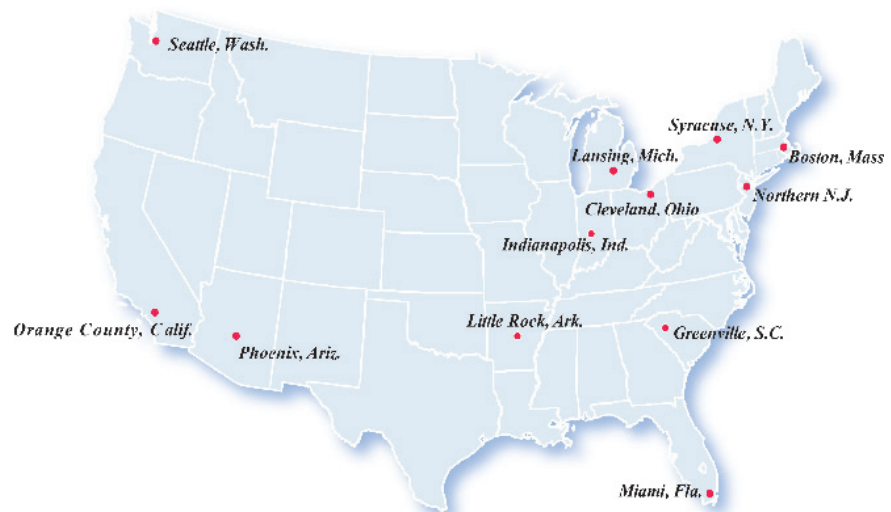 Seattle, Wash.
Syracuse, N.Y.
Lansing, Mich.
Boston, Mass
Northern N.J.
Cleveland, Ohio
Indianapolis, Ind.
Little Rock, Ark.
Orange County, Calif.
Greenville, S.C.
Phoenix, Ariz.
Miami, Fla.